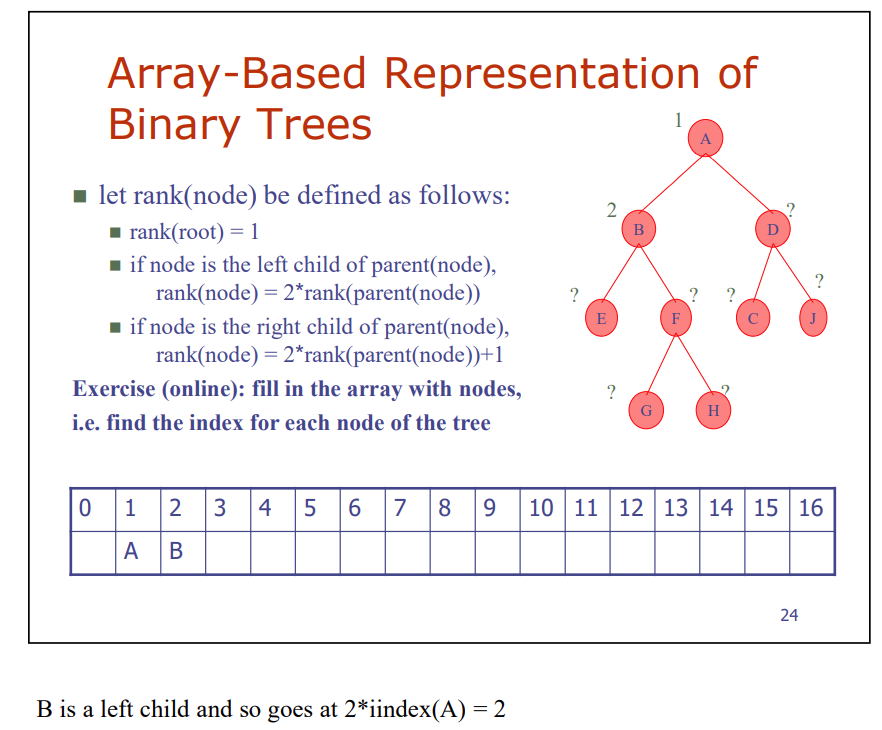 Array-Based Representation of
Binary Trees
let rank(node) be defined as follows:
rank(root) = 1
if node is the left child of parent(node),
rank(node) = 2*rank(parent(node))
if node is the right child of parent(node),
rank(node) = 2*rank(parent(node))+1
Exercise (online): fill in the array with nodes,
i.e. find the index for each node of the tree
1
A
2 ?
B D
? ? ? ?
E F C J
? ?
G H
0 1 2 3 4 5 6 7 8 9 10 11 12 13 14 15 16
A B
24
B is a left child and so goes at 2*iindex(A) = 2